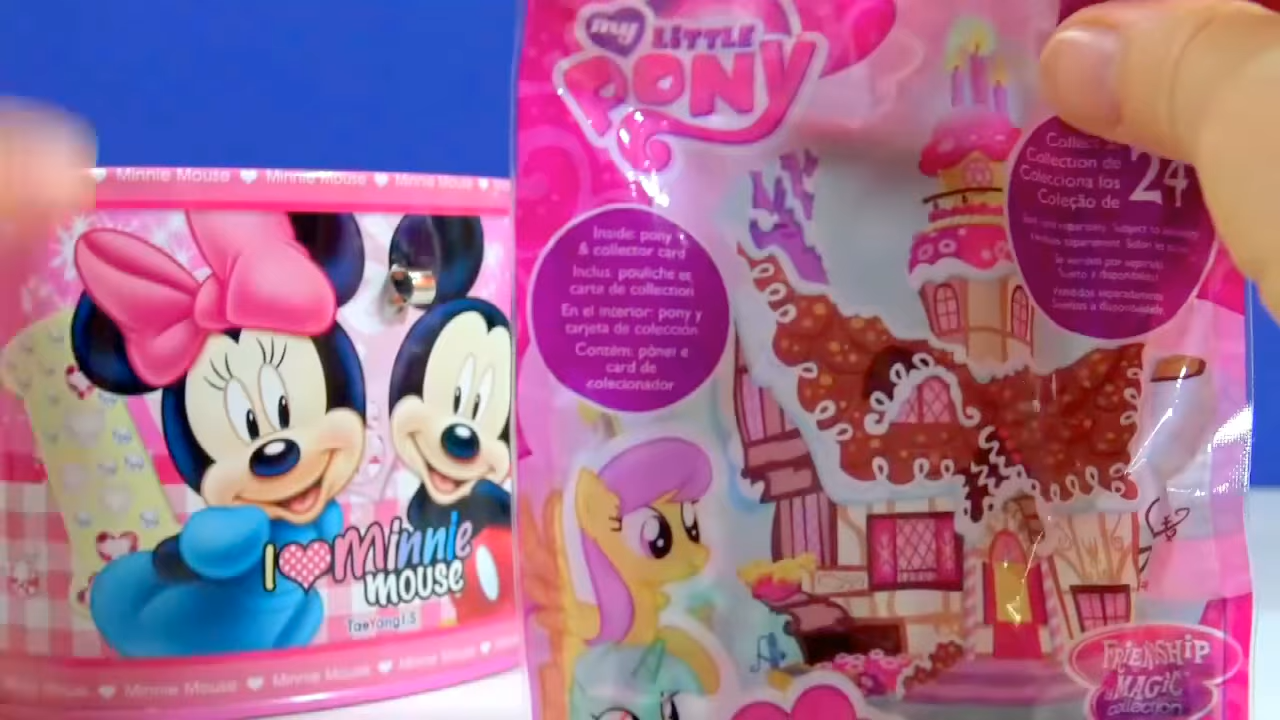 Minnie Mouse Minnie Mouse Minnie Mouse
I Minnie
mouse
TaeYang1.5
Minnie Mouse Minnie Mouse Minnie Mouse
my
LITTLE
PONY
Inside: pony
& collector card
Inclus: pouliche et
carte de collection
En el interior: pony y
tarjeta de colección
Contém: pônei e
card de
colecionador
Collect
Collection de
Colecciona los
Coleção de
24
FRiENSHiP
MAGiC
collection